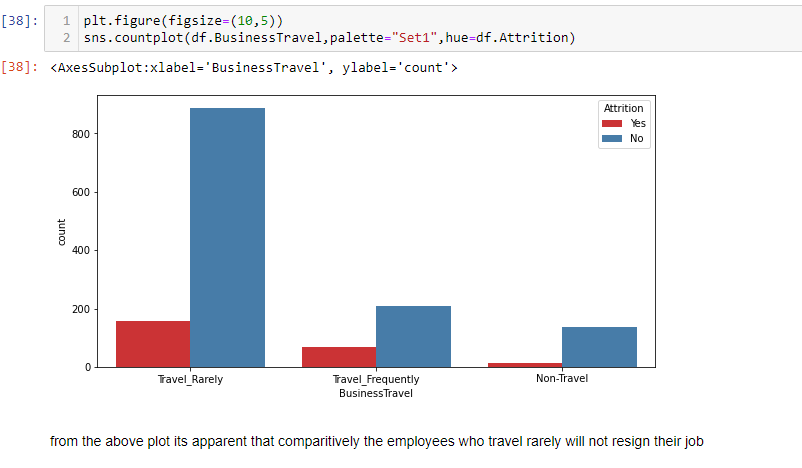 [38]: 1 plt.figure(figsize=(10,5))
2 sns.countplot(df.BusinessTravel,palette="Set1",hue=df.Attrition)
[38]: <AxesSubplot:xlabel='BusinessTravel', ylabel='count'>
Attrition
Yes
No
800
600
400
200
0
count
Travel_Rarely Travel_Frequently Non-Travel
BusinessTravel
from the above plot its apparent that comparitively the employees who travel rarely will not resign their job